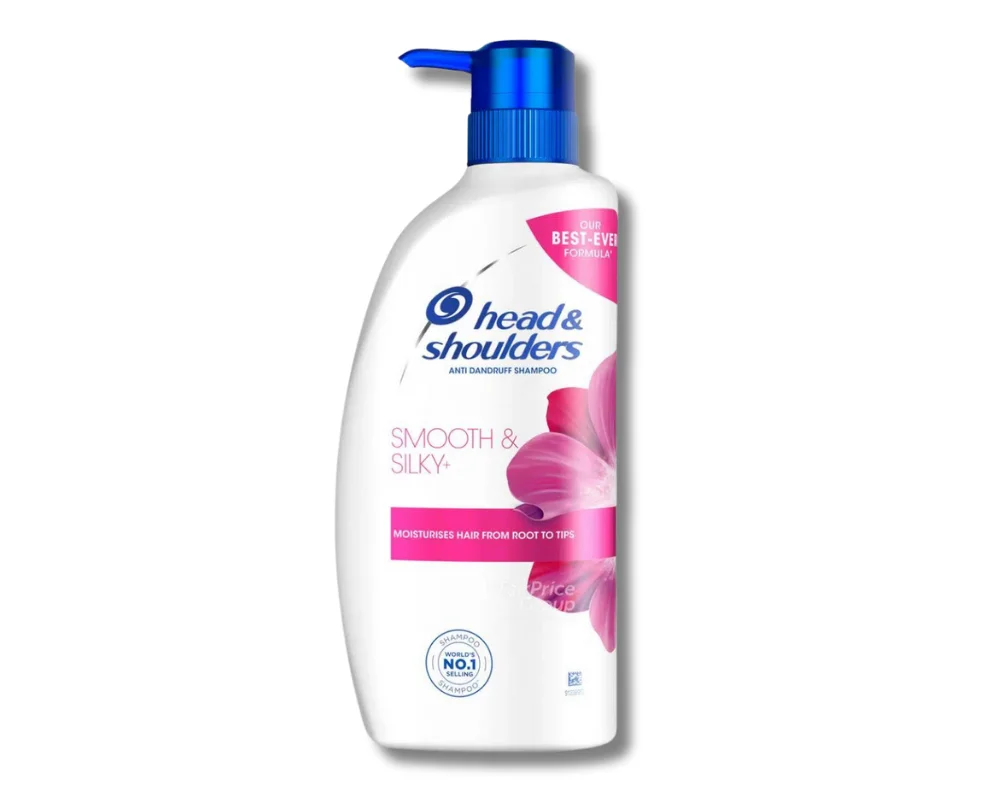 OUR
BEST-EVER
FORMULA*
head&
shoulders
ANTI DANDRUFF SHAMPOO
SMOOTH &
SILKY+
MOISTURISES HAIR FROM ROOT TO TIPS
Price
SHAMPOO
WORLD'S
NO.1
SELLING
SHAMPOO*